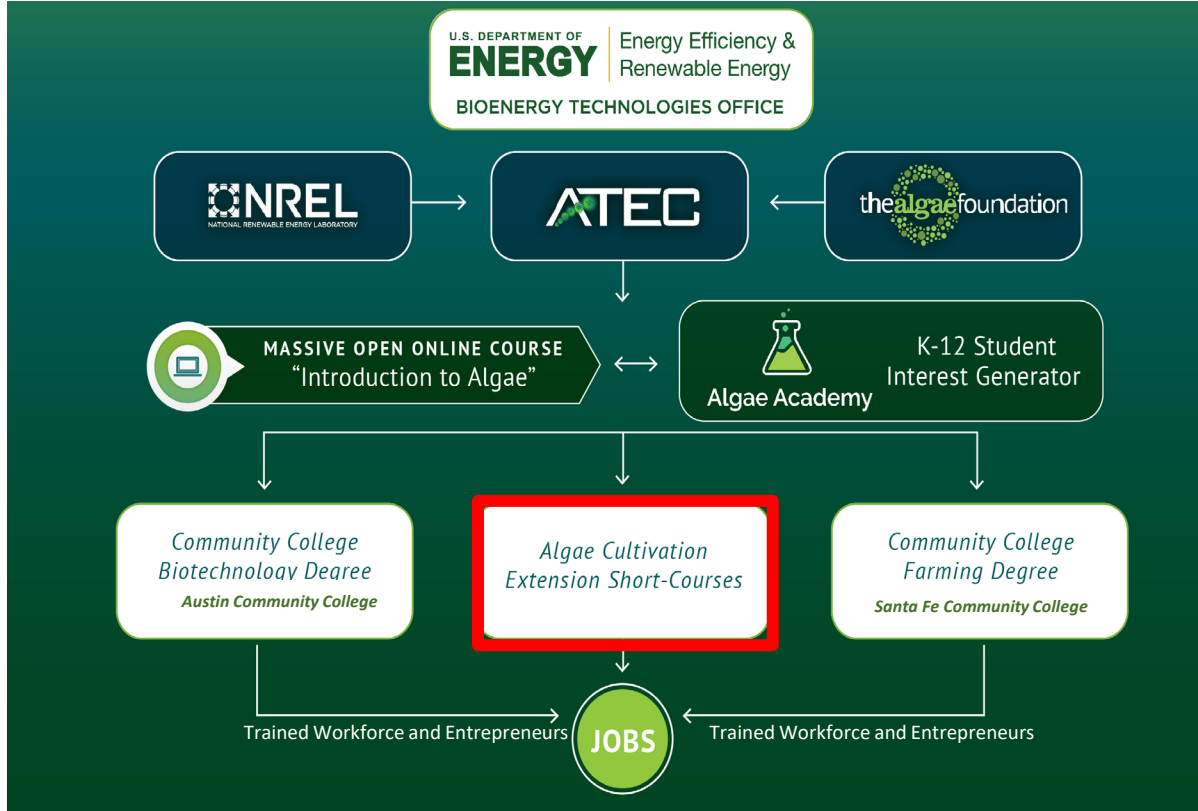 U.S. DEPARTMENT OF
ENERGY
Energy Efficiency &
Renewable Energy
BIOENERGY TECHNOLOGIES OFFICE
NREL
NATIONAL RENEWABLE ENERGY LABORATORY
ATEC
thealgaefoundation
MASSIVE OPEN ONLINE COURSE
“Introduction to Algae”
Algae Academy
K-12 Student
Interest Generator
Community College
Biotechnology Degree
Austin Community College
Algae Cultivation
Extension Short-Courses
Community College
Farming Degree
Santa Fe Community College
Trained Workforce and Entrepreneurs
JOBS
Trained Workforce and Entrepreneurs